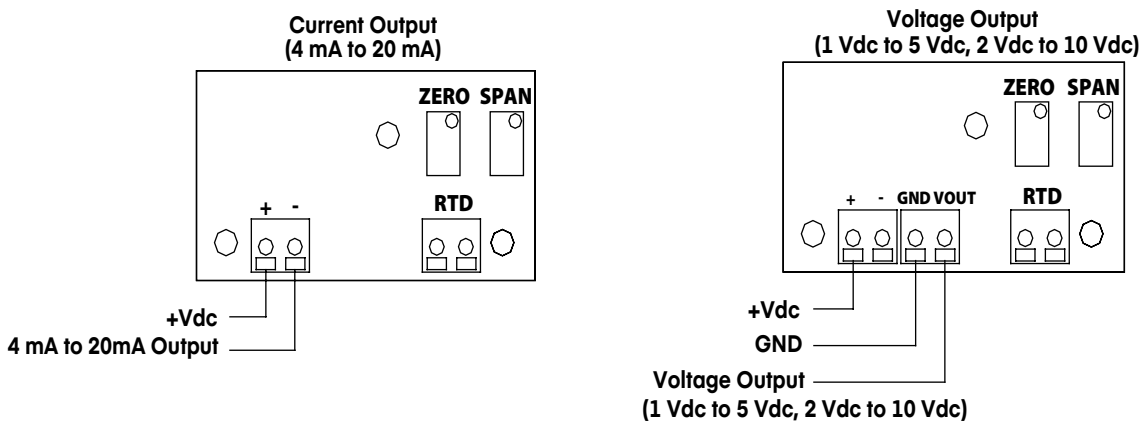 Current Output
(4 mA to 20 mA)
ZERO SPAN
+ -
RTD
+Vdc
4 mA to 20mA Output
Voltage Output
(1 Vdc to 5 Vdc, 2 Vdc to 10 Vdc)
ZERO SPAN
+ - GND VOUT
RTD
+Vdc
GND
Voltage Output
(1 Vdc to 5 Vdc, 2 Vdc to 10 Vdc)